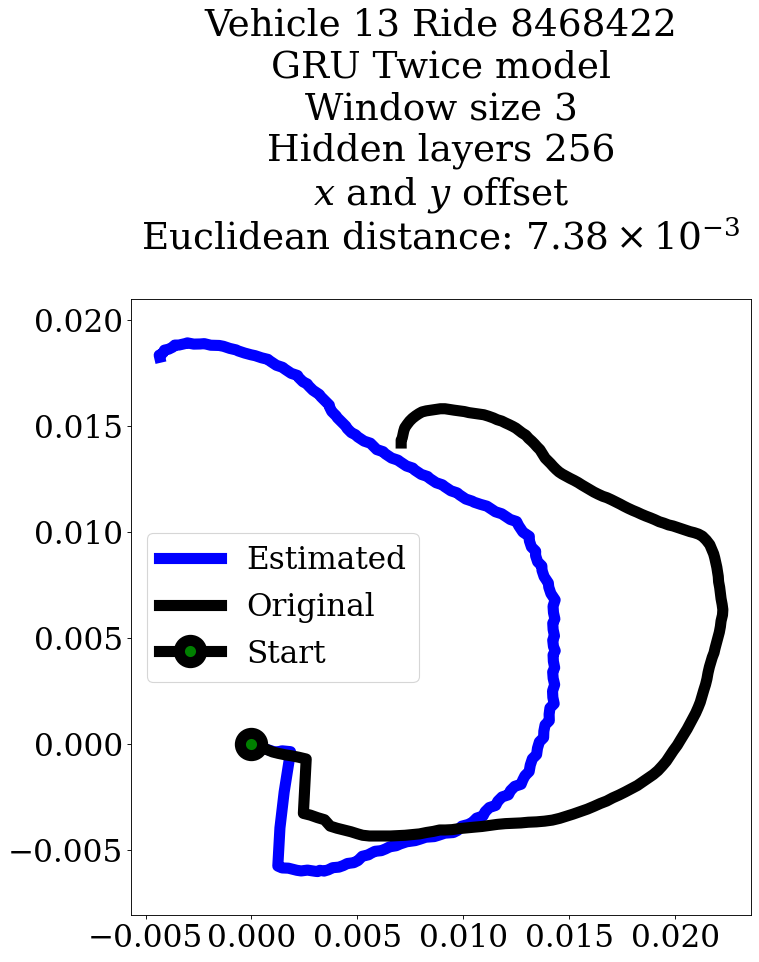 Vehicle 13 Ride 8468422
GRU Twice model
Window size 3
Hidden layers 256
x and y offset
Euclidean distance: 7.38 × 10⁻³
0.020
0.015
0.010
0.005
0.000
−0.005
Estimated
Original
Start
−0.005 0.000 0.005 0.010 0.015 0.020